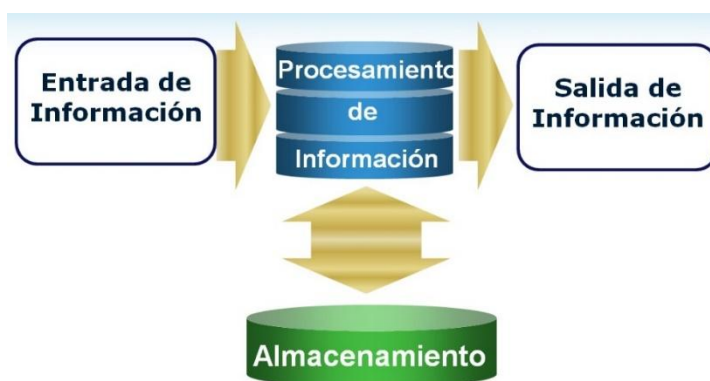 Entrada de
Información
Procesamiento
de
Información
Salida de
Información
Almacenamiento